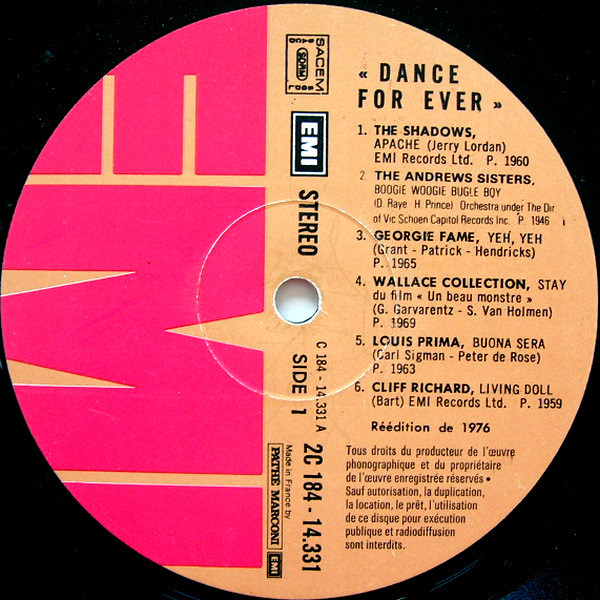 « DANCE
FOR EVER »
1. THE SHADOWS,
APACHE (Jerry Lordan)
EMI Records Ltd. P. 1960
2 THE ANDREWS SISTERS,
BOOGIE WOOGIE BUGLE BOY
(D. Raye H. Prince) Orchestra under The Dir.
of Vic Schoen Capitol Records Inc. P. 1946
3. GEORGIE FAME, YEH, YEH
(Grant - Patrick - Hendricks)
P. 1965
4. WALLACE COLLECTION, STAY
du film « Un beau monstre »
(G. Garvarentz - S. Van Holmen)
P. 1969
5. LOUIS PRIMA, BUONA SERA
(Carl Sigman - Peter de Rose)
P. 1963
6. CLIFF RICHARD, LIVING DOLL
(Bart) EMI Records Ltd. P. 1959
Réédition de 1976
Tous droits du producteur de l'œuvre
phonographique et du propriétaire
de l'œuvre enregistrée réservés •
Sauf autorisation, la duplication,
la location, le prêt, l'utilisation
de ce disque pour exécution
publique et radiodiffusion
sont interdits.
SACEM
SDRM
SACD
SGDL
EMI
STEREO
C 184 - 14.331 A
SIDE 1
2C 184 - 14.331
Made in France by
PATHE MARCONI
EMI